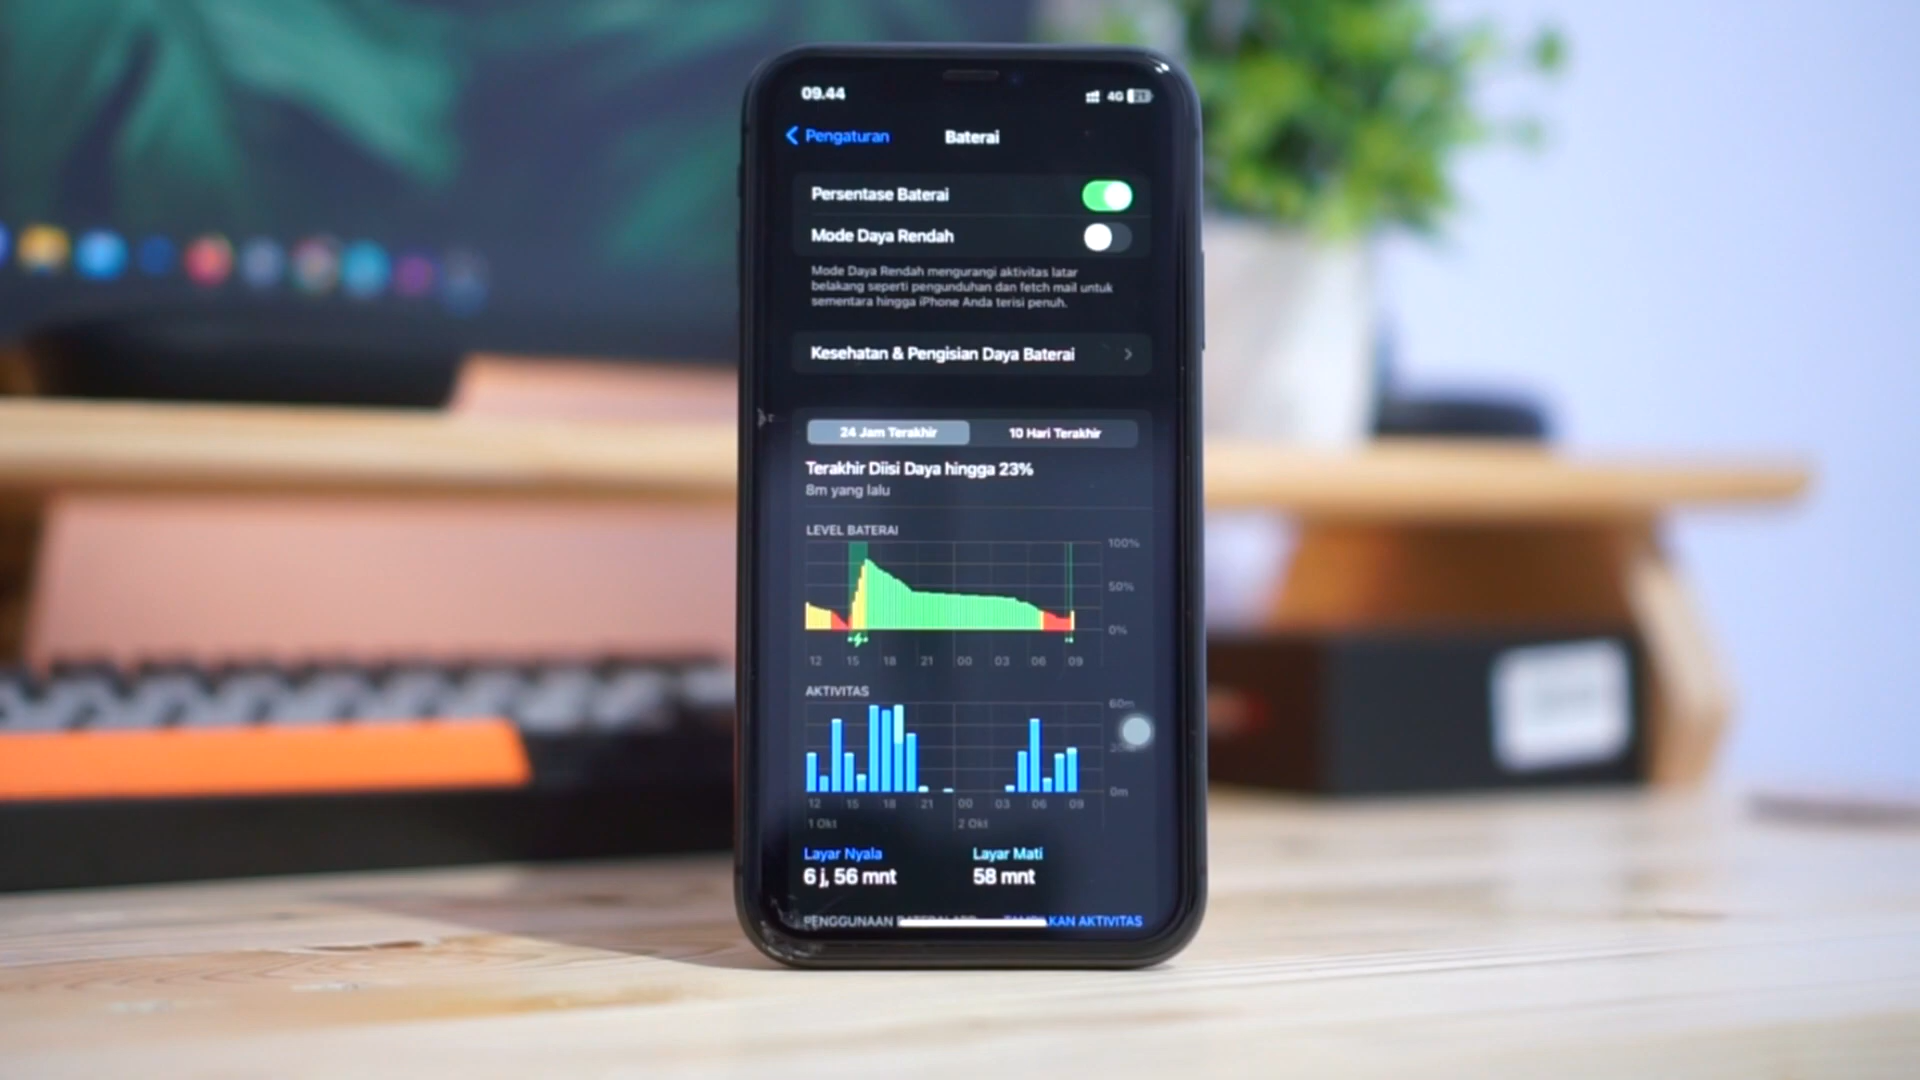 09.44
4G 21
Pengaturan
Baterai
Persentase Baterai
Mode Daya Rendah
Mode Daya Rendah mengurangi aktivitas latar
belakang seperti pengunduhan dan fetch mail untuk
sementara hingga iPhone Anda terisi penuh.
Kesehatan & Pengisian Daya Baterai
24 Jam Terakhir 10 Hari Terakhir
Terakhir Diisi Daya hingga 23%
8m yang lalu
LEVEL BATERAI
100%
50%
0%
12 15 18 21 00 03 06 09
AKTIVITAS
60m
0m
12 15 18 21 00 03 06 09
1 Okt 2 Okt
Layar Nyala Layar Mati
6 j, 56 mnt 58 mnt
PENGGUNAAN AKTIVITAS